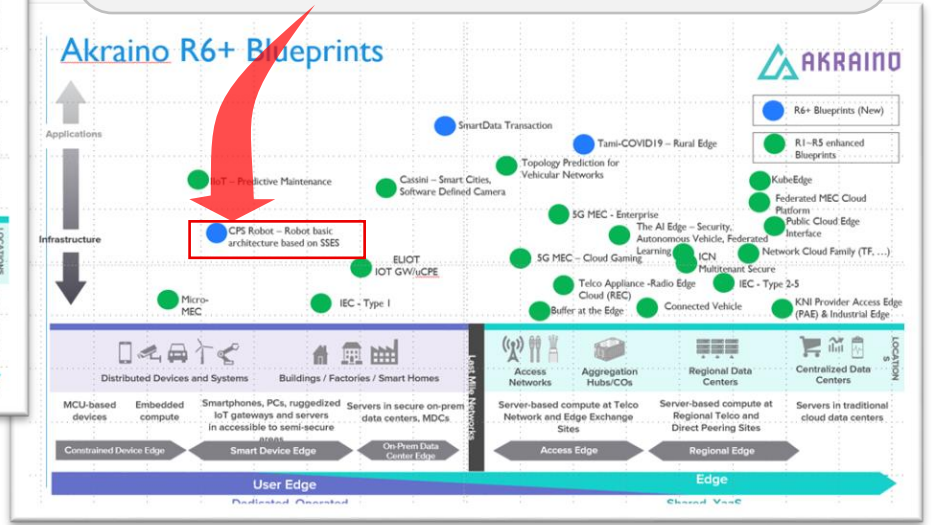 Akraino R6+ Blueprints
AKRAINO
R6+ Blueprints (New)
R1~R5 enhanced
Blueprints
Applications
Infrastructure
SmartData Transaction
Tami-COVID19 – Rural Edge
Topology Prediction for
Vehicular Networks
IIoT – Predictive Maintenance
Cassini – Smart Cities,
Software Defined Camera
KubeEdge
Federated MEC Cloud
Platform
Public Cloud Edge
Interface
5G MEC - Enterprise
The AI Edge – Security,
Autonomous Vehicle, Federated
Learning
CPS Robot – Robot basic
architecture based on SSES
5G MEC – Cloud Gaming
ICN
Multitenant Secure
Network Cloud Family (TF, …)
ELIOT
IOT GW/uCPE
IEC - Type 2-5
Telco Appliance -Radio Edge
Cloud (REC)
Micro-
MEC
IEC - Type 1
Buffer at the Edge
Connected Vehicle
KNI Provider Access Edge
(PAE) & Industrial Edge
LOCATIONS
LOCATION
S
Distributed Devices and Systems
Buildings / Factories / Smart Homes
Last Mile Networks
Access
Networks
Aggregation
Hubs/COs
Regional Data
Centers
Centralized Data
Centers
MCU-based
devices
Embedded
compute
Smartphones, PCs, ruggedized
IoT gateways and servers
in accessible to semi-secure
areas
Servers in secure on-prem
data centers, MDCs
Server-based compute at Telco
Network and Edge Exchange
Sites
Server-based compute at
Regional Telco and
Direct Peering Sites
Servers in traditional
cloud data centers
Constrained Device Edge
Smart Device Edge
On-Prem Data
Center Edge
Access Edge
Regional Edge
User Edge
Edge
Dedicated, Operated
Shared, XaaS